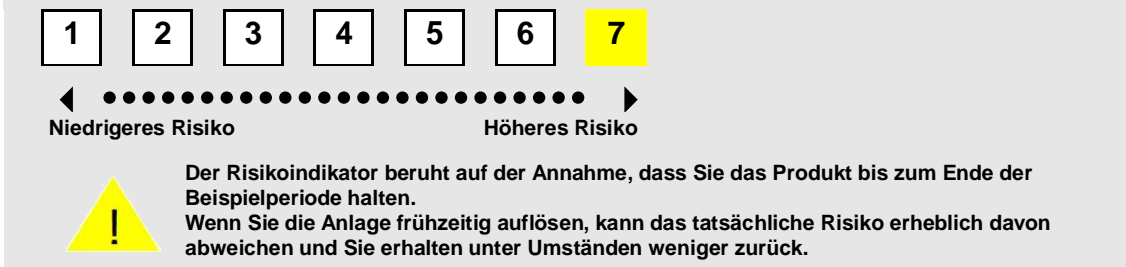 1 2 3 4 5 6 7
Niedrigeres Risiko Höheres Risiko
Der Risikoindikator beruht auf der Annahme, dass Sie das Produkt bis zum Ende der
Beispielperiode halten.
Wenn Sie die Anlage frühzeitig auflösen, kann das tatsächliche Risiko erheblich davon
abweichen und Sie erhalten unter Umständen weniger zurück.
!